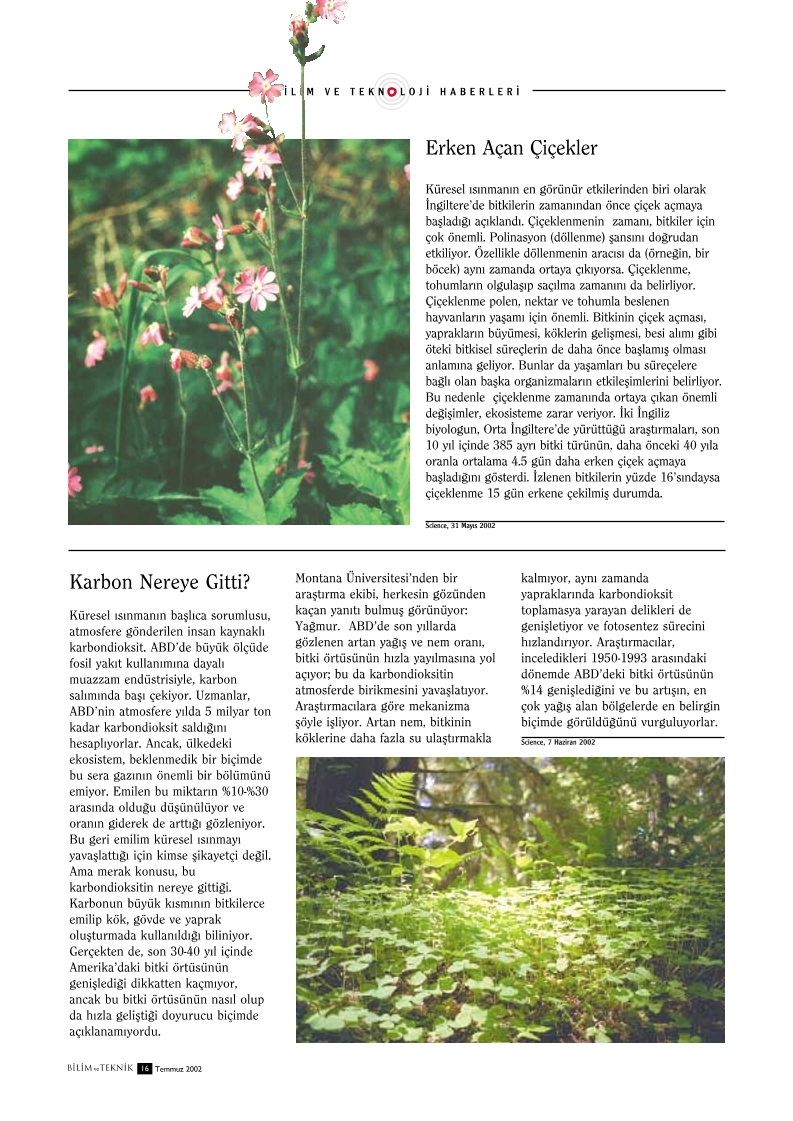 BİLİM VE TEKNOLOJİ HABERLERİ
Erken Açan Çiçekler
Küresel ısınmanın en görünür etkilerinden biri olarak
İngiltere'de bitkilerin zamanından önce çiçek açmaya
başladığı açıklandı. Çiçeklenmenin zamanı, bitkiler için
çok önemli. Polinasyon (döllenme) şansını doğrudan
etkiliyor. Özellikle döllenmenin aracısı da (örneğin, bir
böcek) aynı zamanda ortaya çıkıyorsa. Çiçeklenme,
tohumların olgulaşıp saçılma zamanını da belirliyor.
Çiçeklenme polen, nektar ve tohumla beslenen
hayvanların yaşamı için önemli. Bitkinin çiçek açması,
yaprakların büyümesi, köklerin gelişmesi, besi alımı gibi
öteki bitkisel süreçlerin de daha önce başlamış olması
anlamına geliyor. Bunlar da yaşamları bu süreçelere
bağlı olan başka organizmaların etkileşimlerini belirliyor.
Bu nedenle çiçeklenme zamanında ortaya çıkan önemli
değişimler, ekosisteme zarar veriyor. İki İngiliz
biyologun, Orta İngiltere'de yürüttüğü araştırmaları, son
10 yıl içinde 385 ayrı bitki türünün, daha önceki 40 yıla
oranla ortalama 4.5 gün daha erken çiçek açmaya
başladığını gösterdi. İzlenen bitkilerin yüzde 16'sındaysa
çiçeklenme 15 gün erkene çekilmiş durumda.
Science, 31 Mayıs 2002
Karbon Nereye Gitti?
Küresel ısınmanın başlıca sorumlusu,
atmosfere gönderilen insan kaynaklı
karbondioksit. ABD'de büyük ölçüde
fosil yakıt kullanımına dayalı
muazzam endüstrisiyle, karbon
salımında başı çekiyor. Uzmanlar,
ABD'nin atmosfere yılda 5 milyar ton
kadar karbondioksit saldığını
hesaplıyorlar. Ancak, ülkedeki
ekosistem, beklenmedik bir biçimde
bu sera gazının önemli bir bölümünü
emiyor. Emilen bu miktarın %10-%30
arasında olduğu düşünülüyor ve
oranın giderek de arttığı gözleniyor.
Bu geri emilim küresel ısınmayı
yavaşlattığı için kimse şikayetçi değil.
Ama merak konusu, bu
karbondioksitin nereye gittiği.
Karbonun büyük kısmının bitkilerce
emilip kök, gövde ve yaprak
oluşturmada kullanıldığı biliniyor.
Gerçekten de, son 30-40 yıl içinde
Amerika'daki bitki örtüsünün
genişlediği dikkatten kaçmıyor,
ancak bu bitki örtüsünün nasıl olup
da hızla geliştiği doyurucu biçimde
açıklanamıyordu.
Montana Üniversitesi'nden bir
araştırma ekibi, herkesin gözünden
kaçan yanıtı bulmuş görünüyor:
Yağmur. ABD'de son yıllarda
gözlenen artan yağış ve nem oranı,
bitki örtüsünün hızla yayılmasına yol
açıyor; bu da karbondioksitin
atmosferde birikmesini yavaşlatıyor.
Araştırmacılara göre mekanizma
şöyle işliyor. Artan nem, bitkinin
köklerine daha fazla su ulaştırmakla
kalmıyor, aynı zamanda
yapraklarında karbondioksit
toplamasya yarayan delikleri de
genişletiyor ve fotosentez sürecini
hızlandırıyor. Araştırmacılar,
inceledikleri 1950-1993 arasındaki
dönemde ABD'deki bitki örtüsünün
%14 genişlediğini ve bu artışın, en
çok yağış alan bölgelerde en belirgin
biçimde görüldüğünü vurguluyorlar.
Science, 7 Haziran 2002
BİLİM ve TEKNİK 16 Temmuz 2002